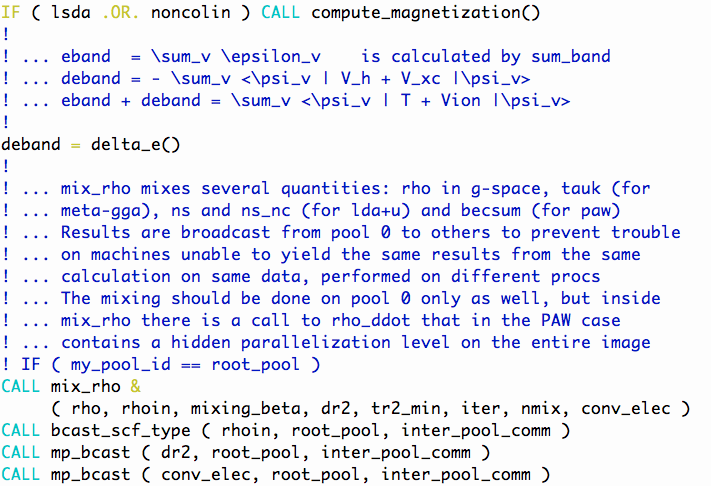 IF ( lsda .OR. noncolin ) CALL compute_magnetization()
!
! ... eband  = \sum_v \epsilon_v    is calculated by sum_band
! ... deband = - \sum_v <\psi_v | V_h + V_xc |\psi_v>
! ... eband + deband = \sum_v <\psi_v | T + Vion |\psi_v>
!
deband = delta_e()
!
! ... mix_rho mixes several quantities: rho in g-space, tauk (for
! ... meta-gga), ns and ns_nc (for lda+u) and becsum (for paw)
! ... Results are broadcast from pool 0 to others to prevent trouble
! ... on machines unable to yield the same results from the same
! ... calculation on same data, performed on different procs
! ... The mixing should be done on pool 0 only as well, but inside
! ... mix_rho there is a call to rho_ddot that in the PAW case
! ... contains a hidden parallelization level on the entire image
! IF ( my_pool_id == root_pool )
CALL mix_rho &
     ( rho, rhoin, mixing_beta, dr2, tr2_min, iter, nmix, conv_elec )
CALL bcast_scf_type ( rhoin, root_pool, inter_pool_comm )
CALL mp_bcast ( dr2, root_pool, inter_pool_comm )
CALL mp_bcast ( conv_elec, root_pool, inter_pool_comm )